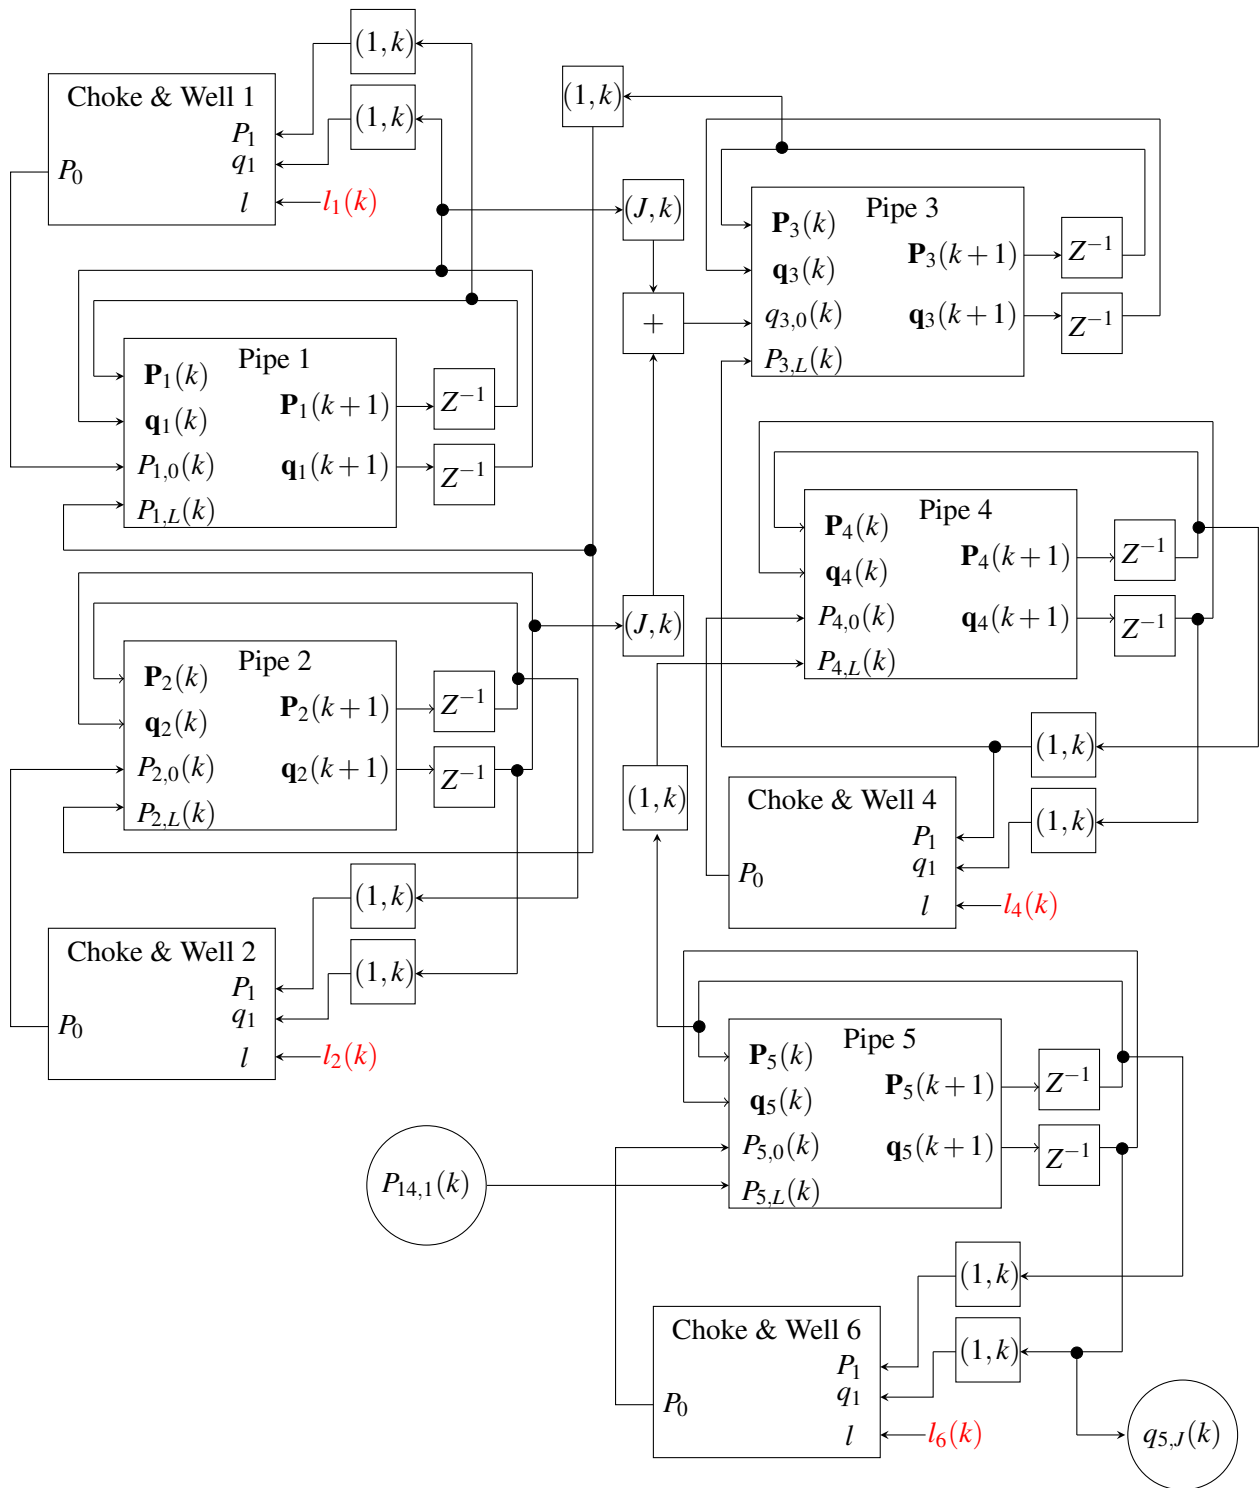 (1, k)
Choke & Well 1
(1, k)
P₁
q₁
P₀
l
l₁(k)
(1, k)
(J, k)
Pipe 3
𝐏₃(k)
𝐏₃(k+1)
Z⁻¹
𝐪₃(k)
q₃,₀(k)
𝐪₃(k+1)
Z⁻¹
P₃,L(k)
+
Pipe 1
𝐏₁(k)
𝐏₁(k+1)
Z⁻¹
𝐪₁(k)
P₁,₀(k)
𝐪₁(k+1)
Z⁻¹
P₁,L(k)
Pipe 4
𝐏₄(k)
𝐏₄(k+1)
Z⁻¹
𝐪₄(k)
P₄,₀(k)
𝐪₄(k+1)
Z⁻¹
P₄,L(k)
(J, k)
Pipe 2
𝐏₂(k)
𝐏₂(k+1)
Z⁻¹
𝐪₂(k)
P₂,₀(k)
𝐪₂(k+1)
Z⁻¹
P₂,L(k)
(1, k)
(1, k)
Choke & Well 4
(1, k)
P₁
q₁
P₀
l
l₄(k)
(1, k)
Choke & Well 2
(1, k)
P₁
q₁
P₀
l
l₂(k)
Pipe 5
𝐏₅(k)
𝐏₅(k+1)
Z⁻¹
𝐪₅(k)
P₅,₀(k)
𝐪₅(k+1)
Z⁻¹
P₅,L(k)
P₁₄,₁(k)
(1, k)
Choke & Well 6
(1, k)
P₁
q₁
P₀
l
l₆(k)
q₅,J(k)